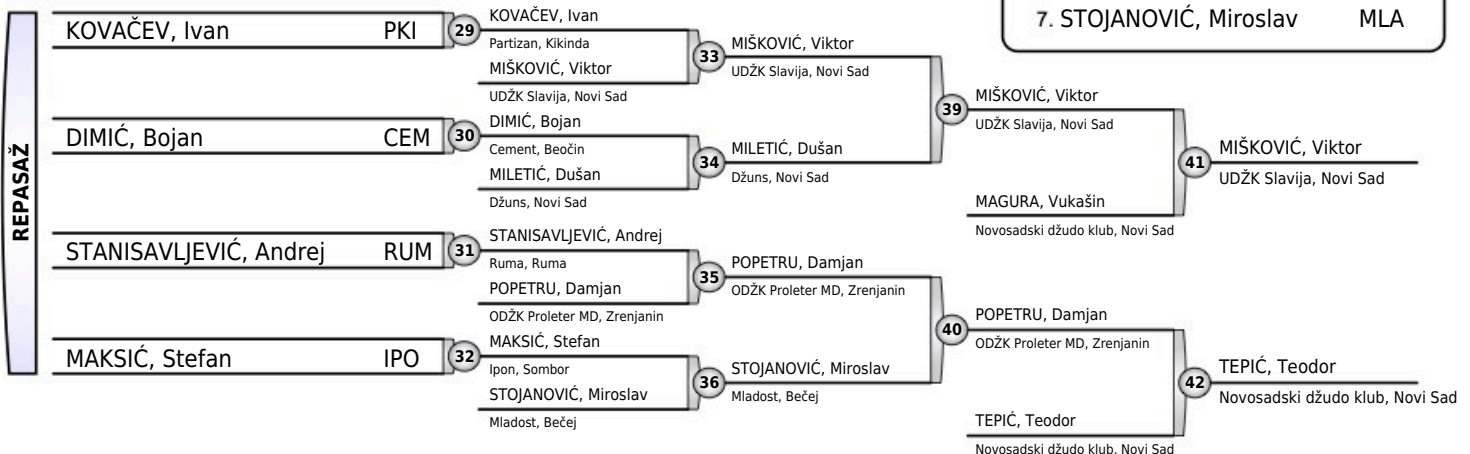 7. STOJANOVIĆ, Miroslav MLA
REPASAŽ
KOVAČEV, Ivan PKI
DIMIĆ, Bojan CEM
STANISAVLJEVIĆ, Andrej RUM
MAKSIĆ, Stefan IPO
29
KOVAČEV, Ivan
Partizan, Kikinda
MIŠKOVIĆ, Viktor
UDŽK Slavija, Novi Sad
30
DIMIĆ, Bojan
Cement, Beočin
MILETIĆ, Dušan
Džuns, Novi Sad
31
STANISAVLJEVIĆ, Andrej
Ruma, Ruma
POPETRU, Damjan
ODŽK Proleter MD, Zrenjanin
32
MAKSIĆ, Stefan
Ipon, Sombor
STOJANOVIĆ, Miroslav
Mladost, Bečej
33
MIŠKOVIĆ, Viktor
UDŽK Slavija, Novi Sad
34
MILETIĆ, Dušan
Džuns, Novi Sad
35
POPETRU, Damjan
ODŽK Proleter MD, Zrenjanin
36
STOJANOVIĆ, Miroslav
Mladost, Bečej
39
MIŠKOVIĆ, Viktor
UDŽK Slavija, Novi Sad
MAGURA, Vukašin
Novosadski džudo klub, Novi Sad
40
POPETRU, Damjan
ODŽK Proleter MD, Zrenjanin
TEPIĆ, Teodor
Novosadski džudo klub, Novi Sad
41
MIŠKOVIĆ, Viktor
UDŽK Slavija, Novi Sad
42
TEPIĆ, Teodor
Novosadski džudo klub, Novi Sad